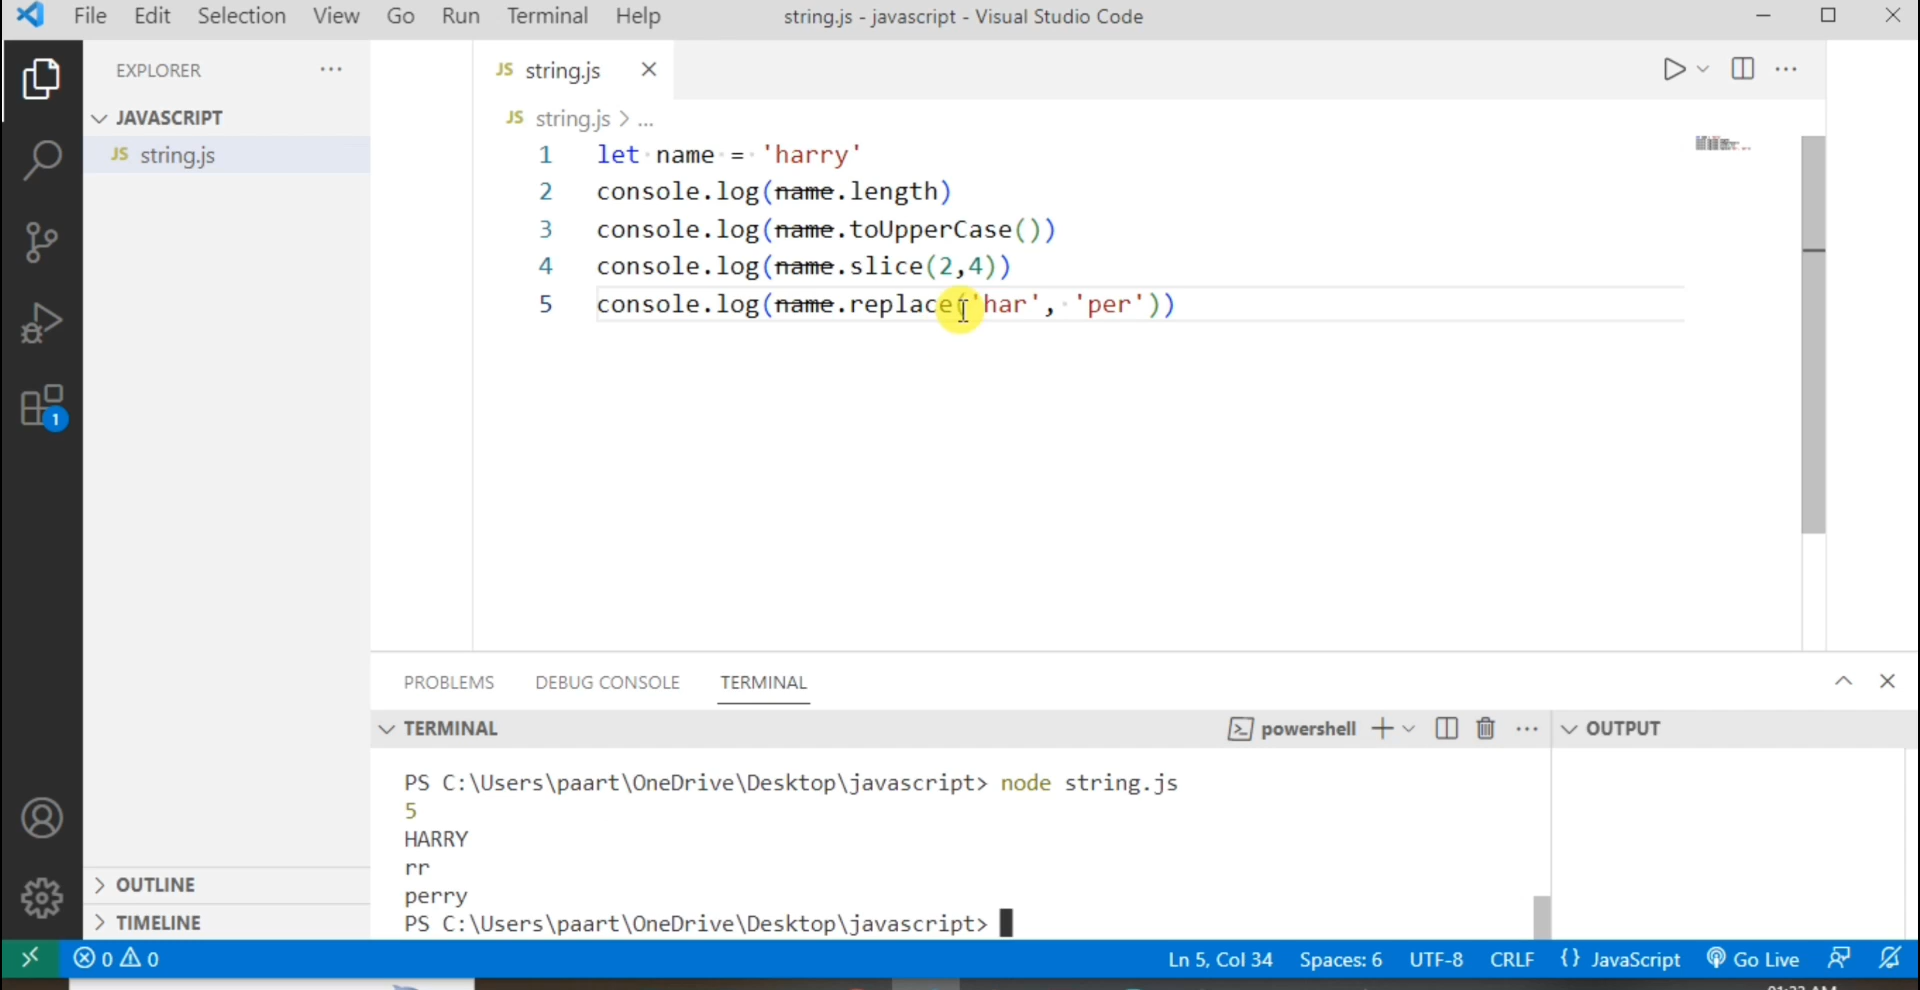 File Edit Selection View Go Run Terminal Help string.js - javascript - Visual Studio Code
EXPLORER ...
JAVASCRIPT
JS string.js
JS string.js
JS string.js > ...
1 let name = 'harry'
2 console.log(name.length)
3 console.log(name.toUpperCase())
4 console.log(name.slice(2,4))
5 console.log(name.replace('har', 'per'))
1
OUTLINE
TIMELINE
PROBLEMS DEBUG CONSOLE TERMINAL
TERMINAL powershell ... OUTPUT
PS C:\Users\paart\OneDrive\Desktop\javascript> node string.js
5
HARRY
rr
perry
PS C:\Users\paart\OneDrive\Desktop\javascript>
0 0 Ln 5, Col 34 Spaces: 6 UTF-8 CRLF {} JavaScript Go Live